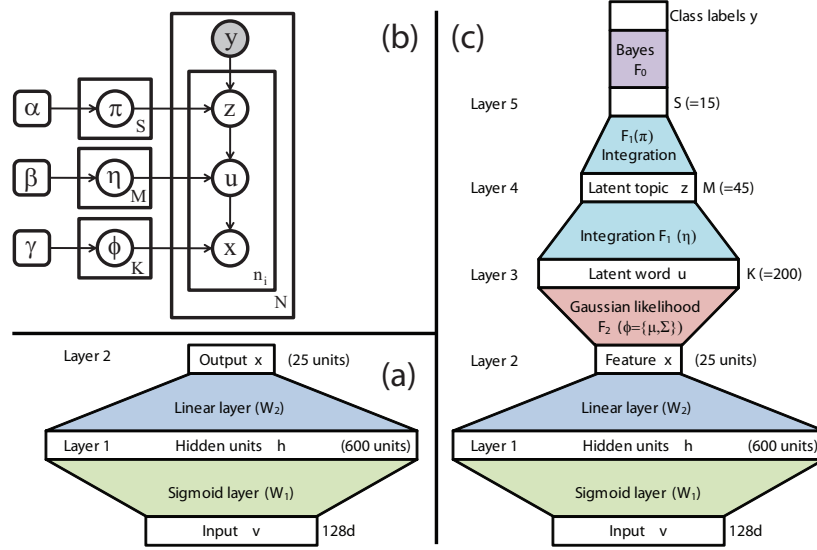 (b)
y
α
π
S
z
β
η
M
u
γ
ϕ
K
x
n_i
N
Layer 2
Output x
(25 units)
(a)
Linear layer (W₂)
Layer 1
Hidden units h
(600 units)
Sigmoid layer (W₁)
Input v
128d
(c)
Class labels y
Bayes
F₀
Layer 5
S (=15)
F₁(π)
Integration
Layer 4
Latent topic z
M (=45)
Integration F₁ (η)
Layer 3
Latent word u
K (=200)
Gaussian likelihood
F₂ (ϕ={μ,Σ})
Layer 2
Feature x
(25 units)
Linear layer (W₂)
Layer 1
Hidden units h
(600 units)
Sigmoid layer (W₁)
Input v
128d